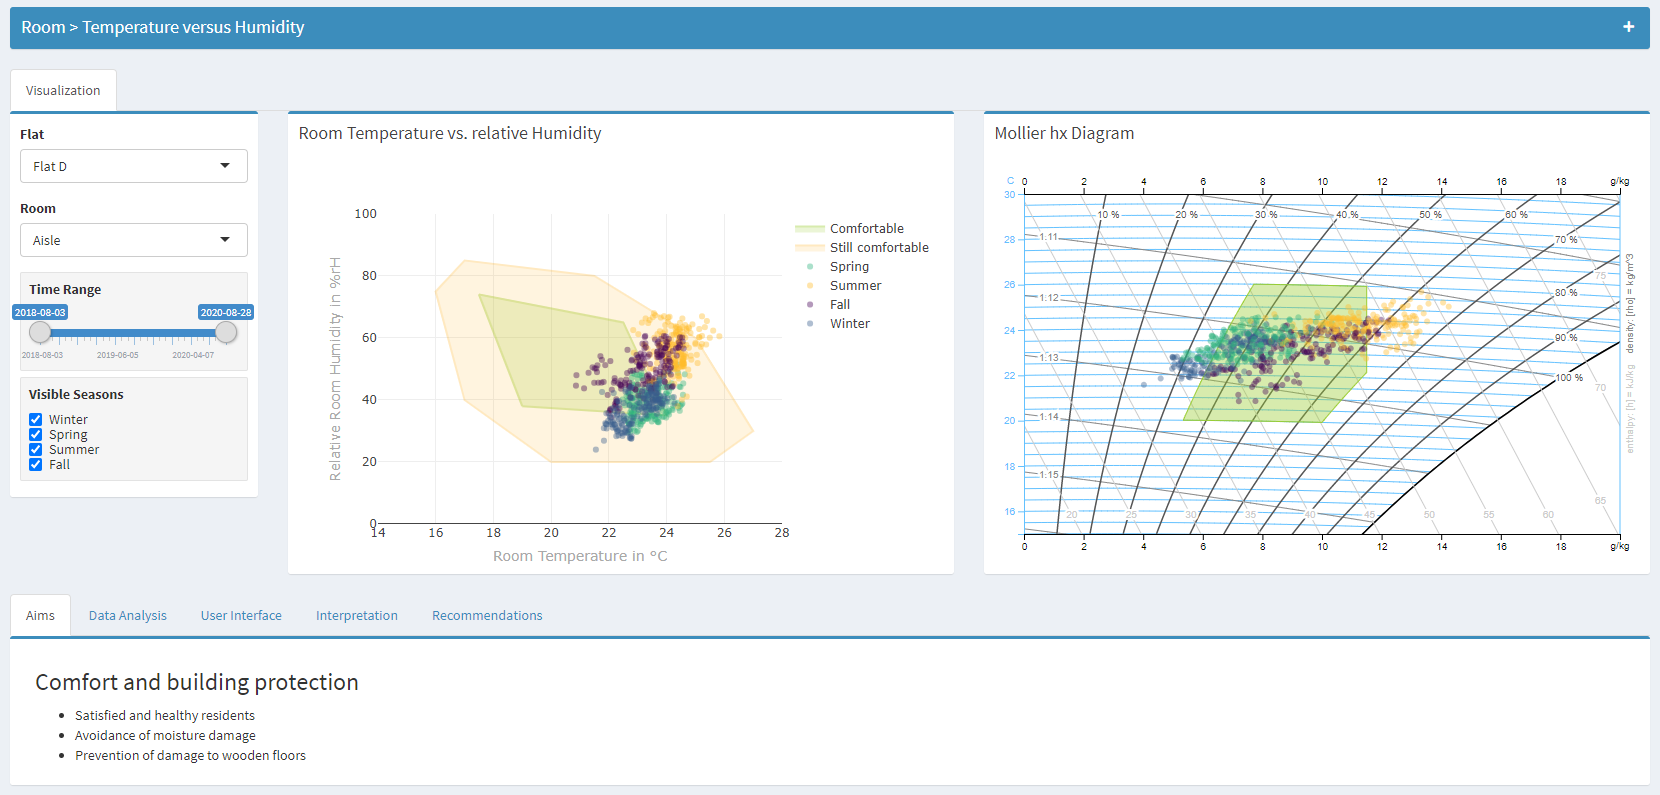 Room > Temperature versus Humidity
+
Visualization
Flat
Flat D
Room
Aisle
Time Range
2018-08-03 2020-08-28
2018-08-03 2019-06-05 2020-04-07
Visible Seasons
Winter
Spring
Summer
Fall
Room Temperature vs. relative Humidity
100
80
60
40
20
0
14 16 18 20 22 24 26 28
Relative Room Humidity in %rH
Room Temperature in °C
Comfortable
Still comfortable
Spring
Summer
Fall
Winter
Mollier hx Diagram
C 0 2 4 6 8 10 12 14 16 18 g/kg
30
28
26
24
22
20
18
16
10 % 20 % 30 % 40 % 50 % 60 %
70 %
80 %
90 %
100 %
1.11
1.12
1.13
1.14
1.15
75
70
65
20 25 30 35 40 45 50 55 60
0 2 4 6 8 10 12 14 16 18 g/kg
enthalpy: [h] = kJ/kg density: [rho] = kg/m^3
Aims Data Analysis User Interface Interpretation Recommendations
Comfort and building protection
Satisfied and healthy residents
Avoidance of moisture damage
Prevention of damage to wooden floors